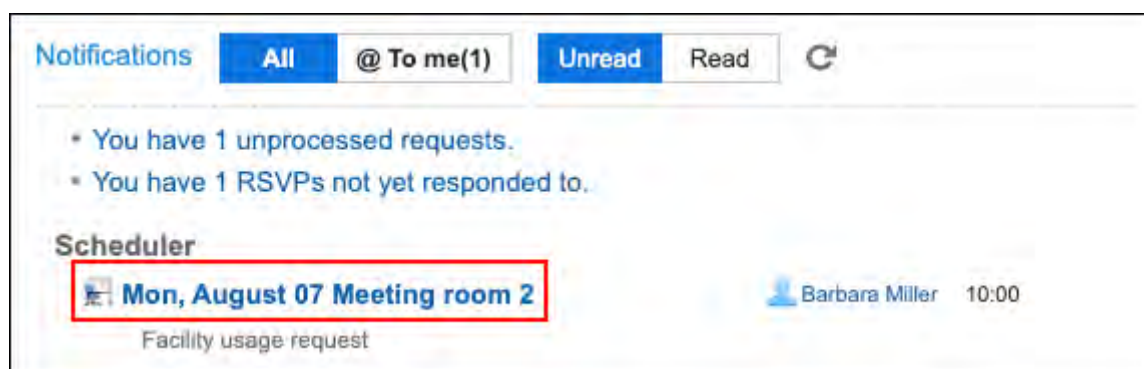 Notifications All @ To me(1) Unread Read
You have 1 unprocessed requests.
You have 1 RSVPs not yet responded to.
Scheduler
Mon, August 07 Meeting room 2 Barbara Miller 10:00
Facility usage request